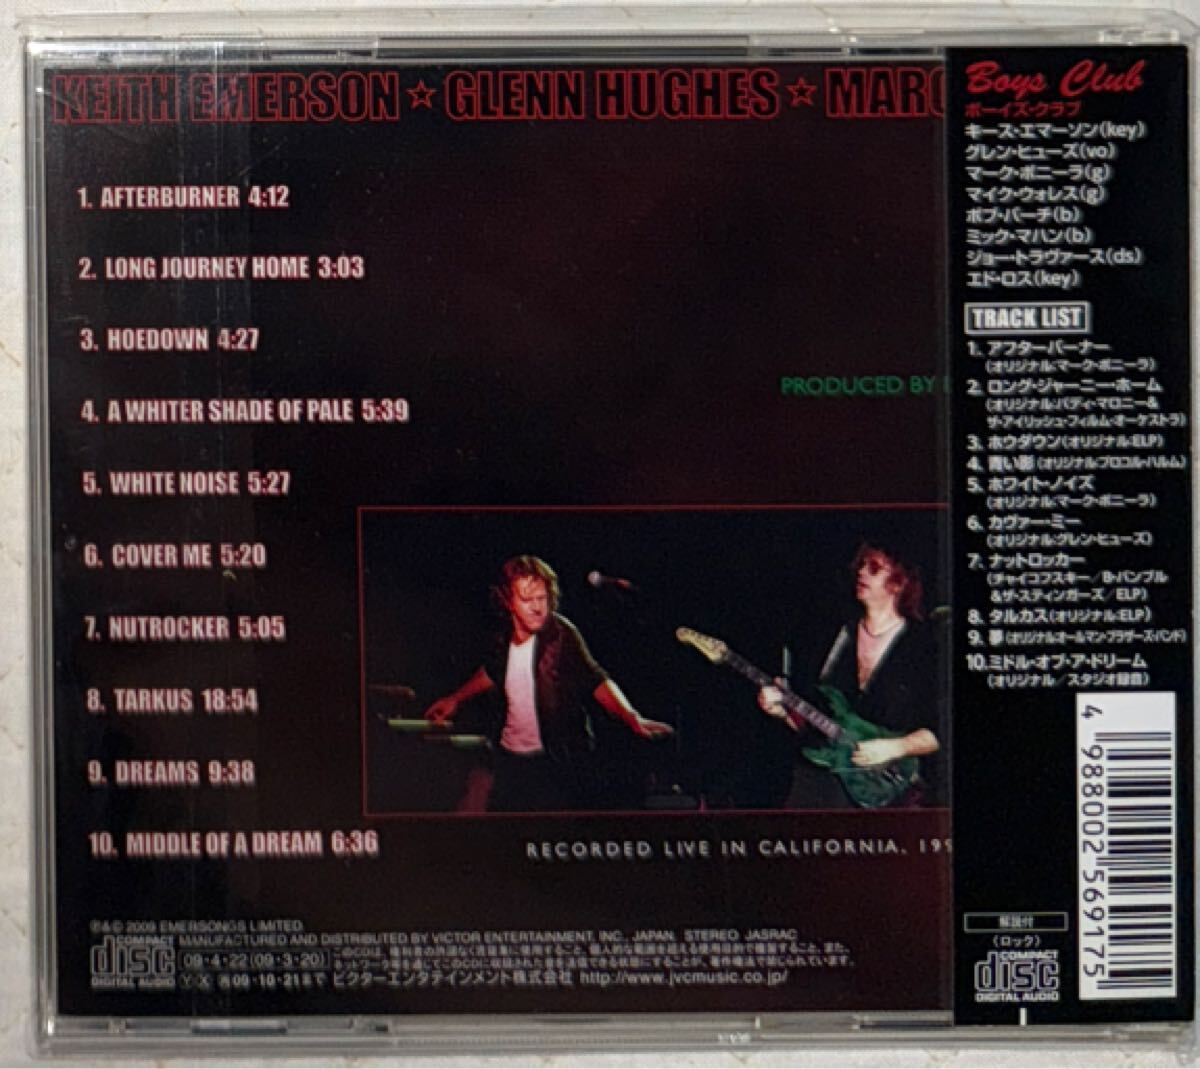 KEITH EMERSON☆GLENN HUGHES☆MARC
1. AFTERBURNER 4:12
2. LONG JOURNEY HOME 3:03
3. HOEDOWN 4:27
4. A WHITER SHADE OF PALE 5:39
5. WHITE NOISE 5:27
6. COVER ME 5:20
7. NUTROCKER 5:05
8. TARKUS 18:54
9. DREAMS 9:38
10. MIDDLE OF A DREAM 6:36
PRODUCED BY
RECORDED LIVE IN CALIFORNIA, 199
℗&© 2009 EMERSONGS LIMITED.
MANUFACTURED AND DISTRIBUTED BY VICTOR ENTERTAINMENT, INC., JAPAN. STEREO JASRAC
COMPACT
disc
DIGITAL AUDIO
09・4・22 (09・3・20)
Y X 再09・10・21まで ビクターエンタテインメント株式会社 http://www.jvcmusic.co.jp/
Boys Club
ボーイズ・クラブ
キース・エマーソン(key)
グレン・ヒューズ(vo)
マーク・ボニーラ(g)
マイク・ウォレス(g)
ボブ・バーチ(b)
ミック・マハン(b)
ジョー・トラヴァース(ds)
エド・ロス(key)
TRACK LIST
1. アフターバーナー
(オリジナル:マーク・ボニーラ)
2. ロング・ジャーニー・ホーム
(オリジナル:パディ・マロニー&
ザ・アイリッシュ・フィルム・オーケストラ)
3. ホウダウン(オリジナル:ELP)
4. 青い影(オリジナル:プロコル・ハルム)
5. ホワイト・ノイズ
(オリジナル:マーク・ボニーラ)
6. カヴァー・ミー
(オリジナル:グレン・ヒューズ)
7. ナットロッカー
(チャイコフスキー/B・バンブル
&ザ・スティンガーズ/ELP)
8. タルカス(オリジナル:ELP)
9. 夢(オリジナル:オールマン・ブラザーズ・バンド)
10. ミドル・オブ・ア・ドリーム
(オリジナル/スタジオ録音)
4 988002 569175
解説付
(ロック)
COMPACT
disc
DIGITAL AUDIO